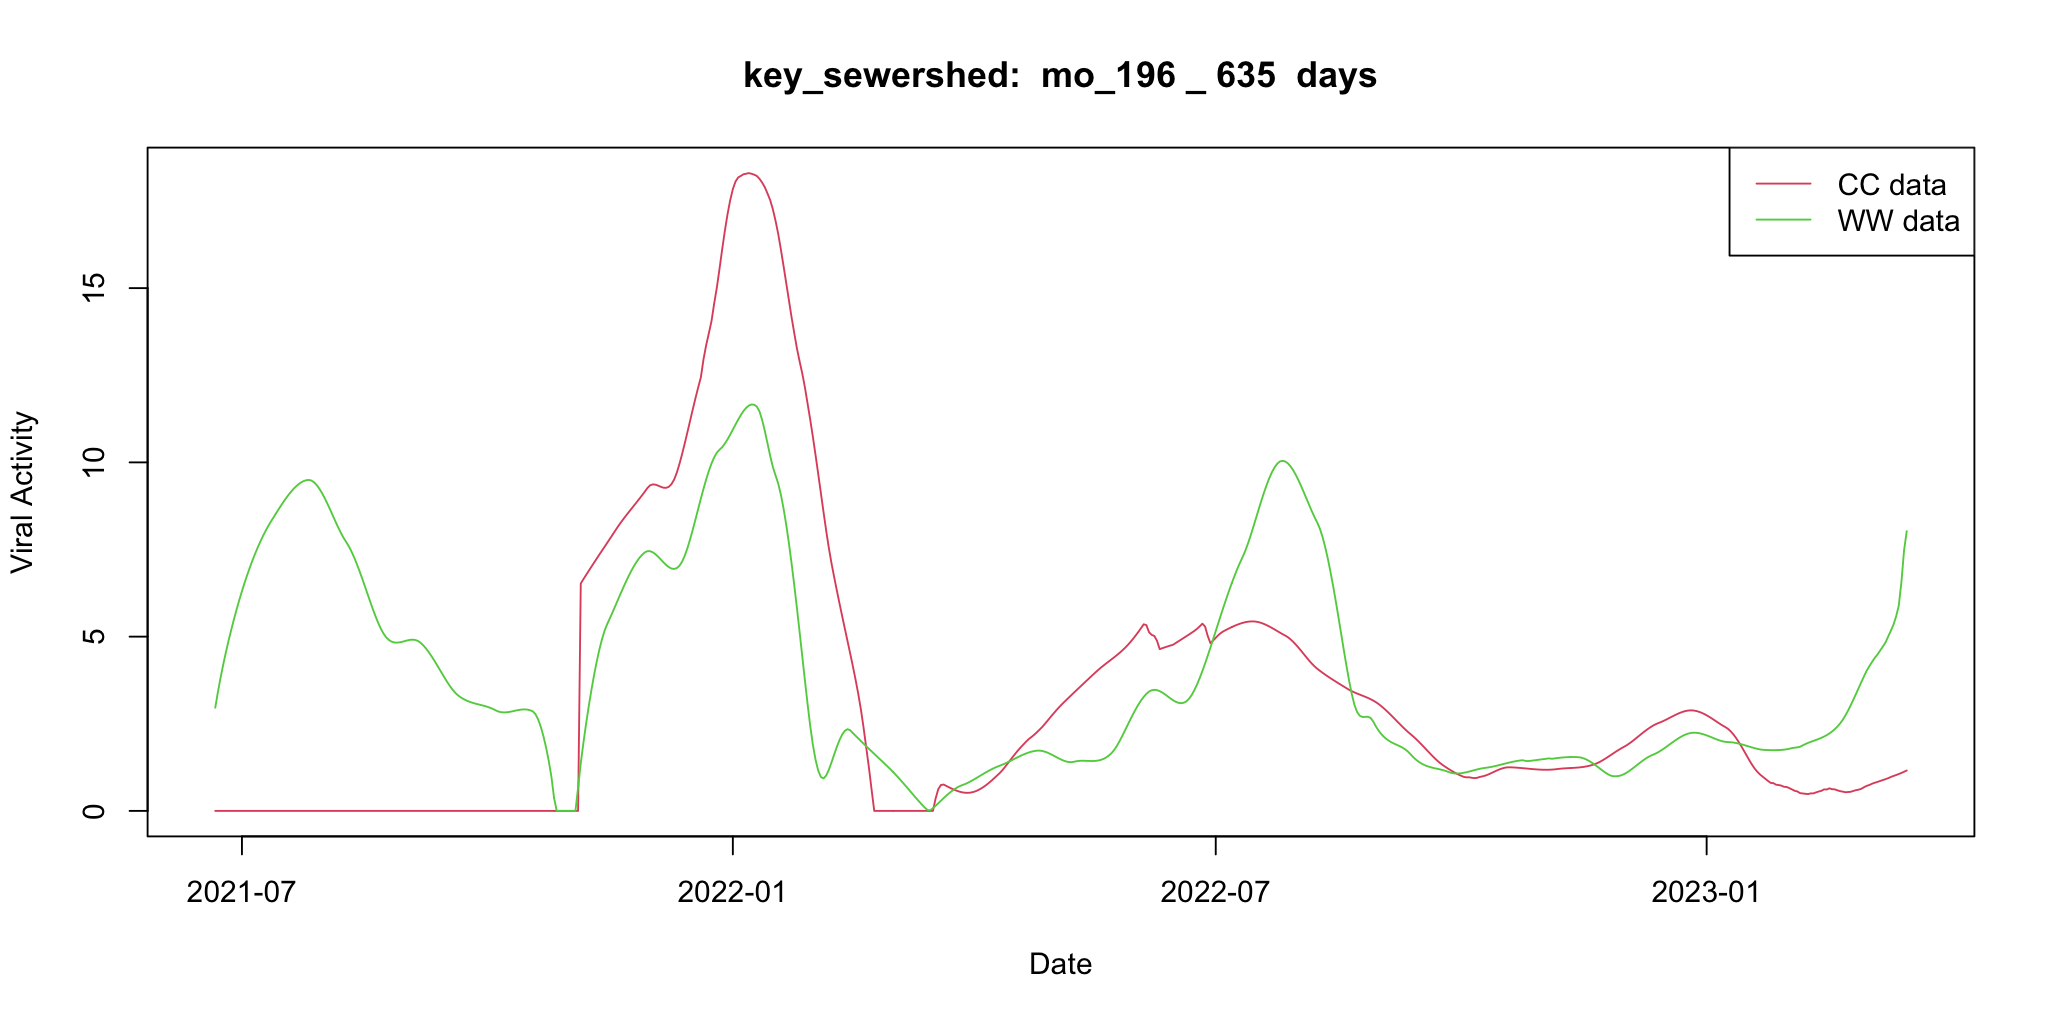 key_sewershed:  mo_196 _ 635  days
CC data
WW data
Viral Activity
15
10
5
0
2021-07
2022-01
2022-07
2023-01
Date